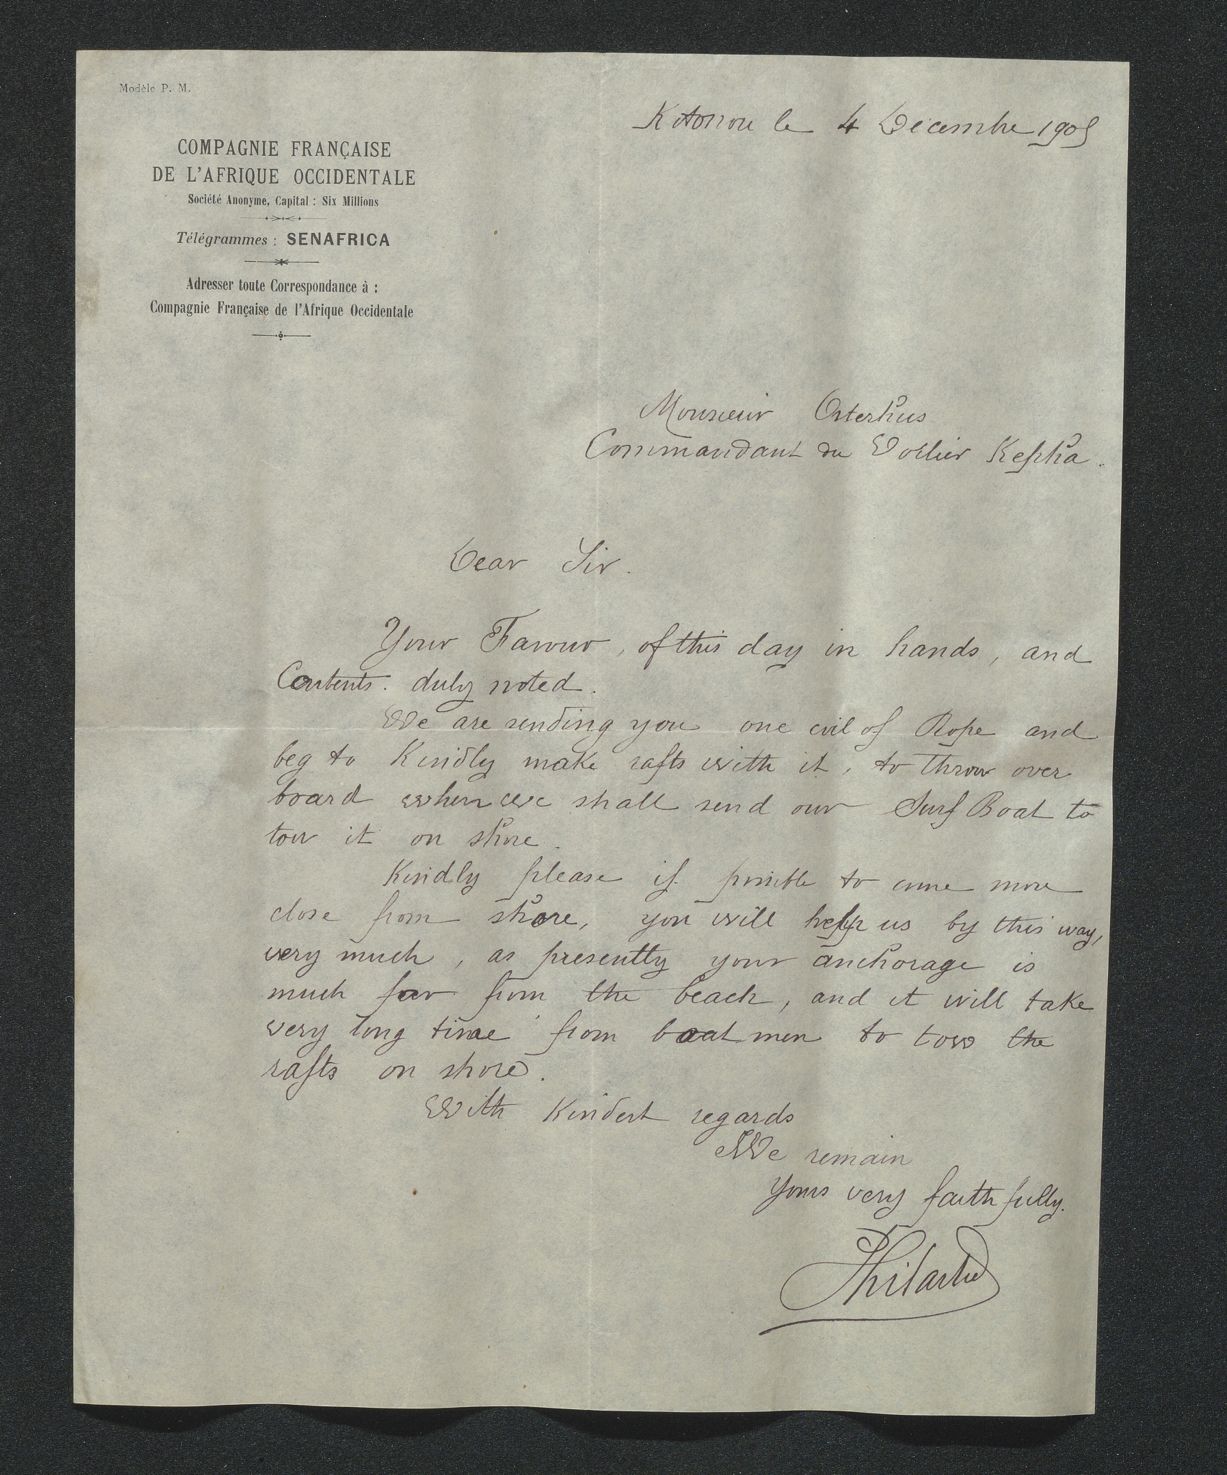 Modèle P. M.
COMPAGNIE FRANÇAISE
DE L'AFRIQUE OCCIDENTALE
Société Anonyme, Capital : Six Millions
Télégrammes : SENAFRICA
Adresser toute Correspondance à :
Compagnie Française de l'Afrique Occidentale
Kotonou le 4 Décembre 1905
Monsieur Osterhus
Commandant du Voilier Kepha.
Dear Sir.
Your Favour, of this day in hands, and
Contents. duly noted.
We are sending you one coil of Rope and
beg to Kindly make rafts with it, to throw over
board when we shall send our Surf Boat to
tow it on shore.
Kindly please if possible to come more
close from shore, you will help us by this way,
very much, as presently your anchorage is
much far from the beach, and it will take
very long time from boatmen to tow the
rafts on shore.
With Kindest regards
We remain
Yours very faithfully.